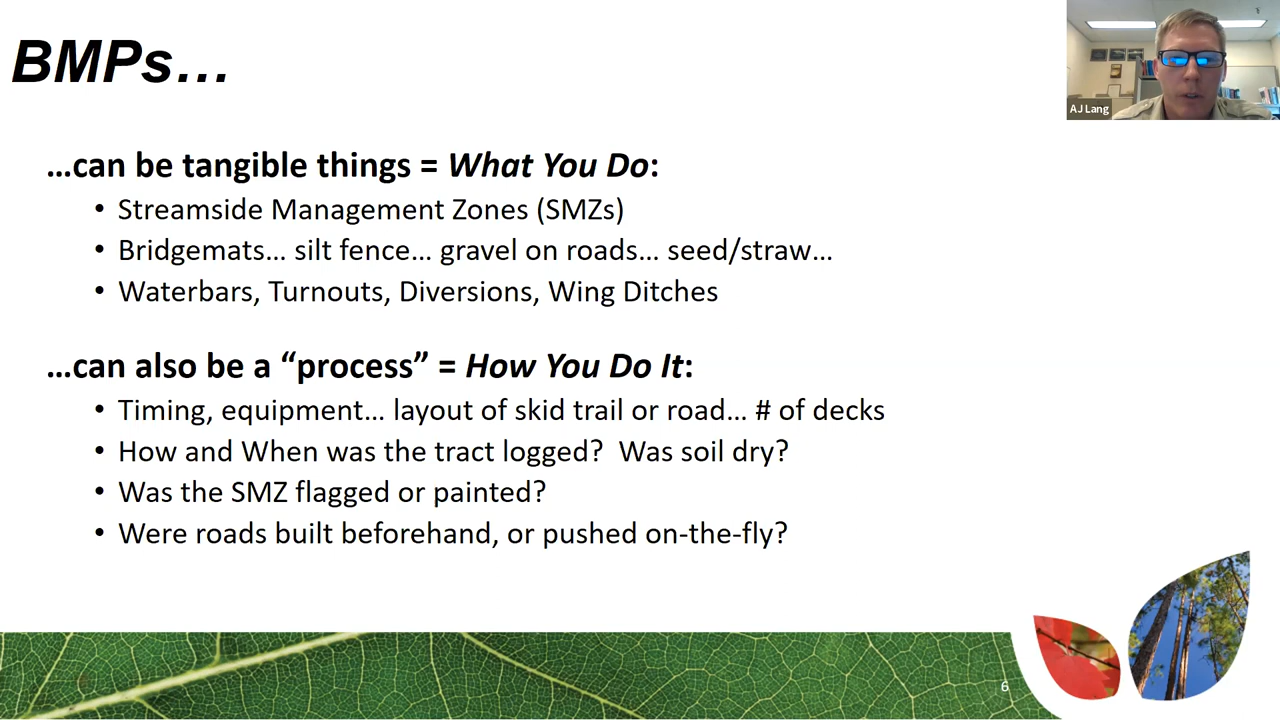 BMPs…
AJ Lang
…can be tangible things = What You Do:
• Streamside Management Zones (SMZs)
• Bridgemats… silt fence… gravel on roads… seed/straw…
• Waterbars, Turnouts, Diversions, Wing Ditches
…can also be a “process” = How You Do It:
• Timing, equipment… layout of skid trail or road… # of decks
• How and When was the tract logged?  Was soil dry?
• Was the SMZ flagged or painted?
• Were roads built beforehand, or pushed on-the-fly?
6